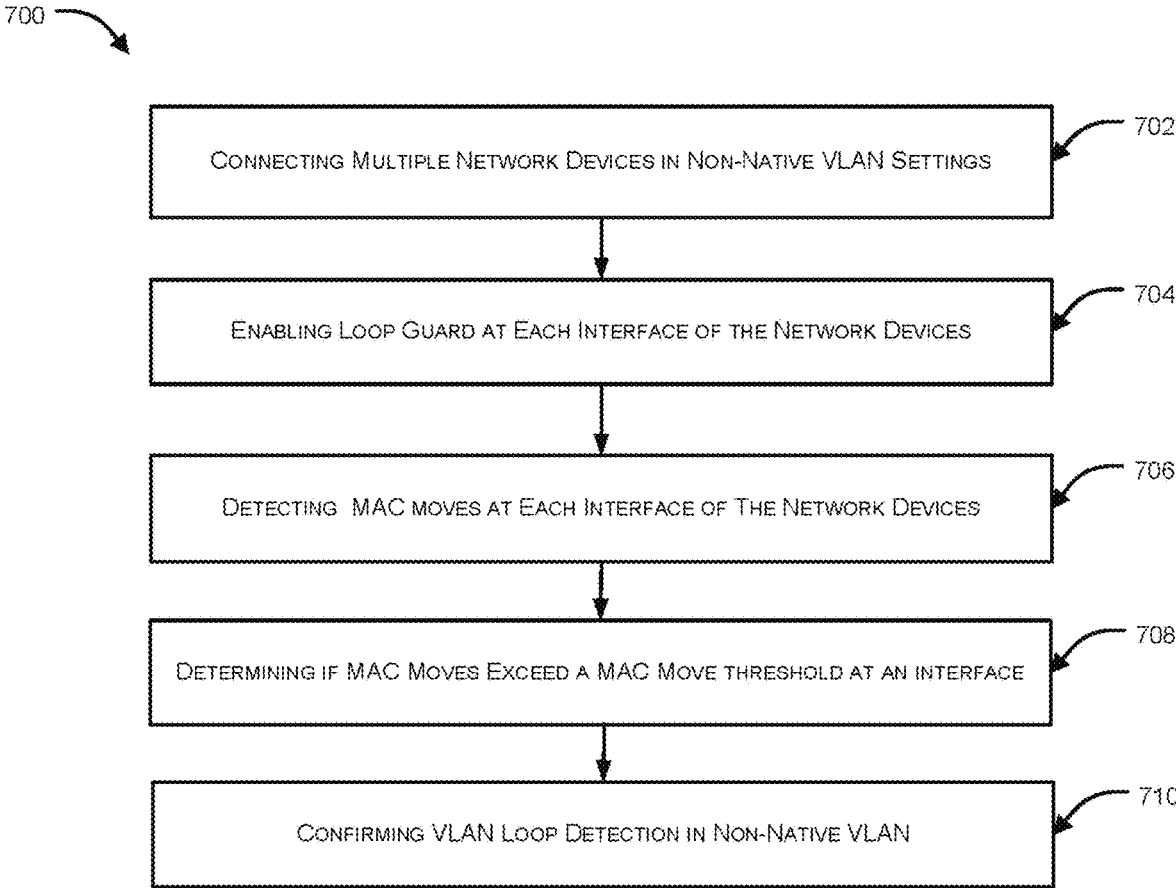 700
702
CONNECTING MULTIPLE NETWORK DEVICES IN NON-NATIVE VLAN SETTINGS
704
ENABLING LOOP GUARD AT EACH INTERFACE OF THE NETWORK DEVICES
706
DETECTING MAC MOVES AT EACH INTERFACE OF THE NETWORK DEVICES
708
DETERMINING IF MAC MOVES EXCEED A MAC MOVE THRESHOLD AT AN INTERFACE
710
CONFIRMING VLAN LOOP DETECTION IN NON-NATIVE VLAN